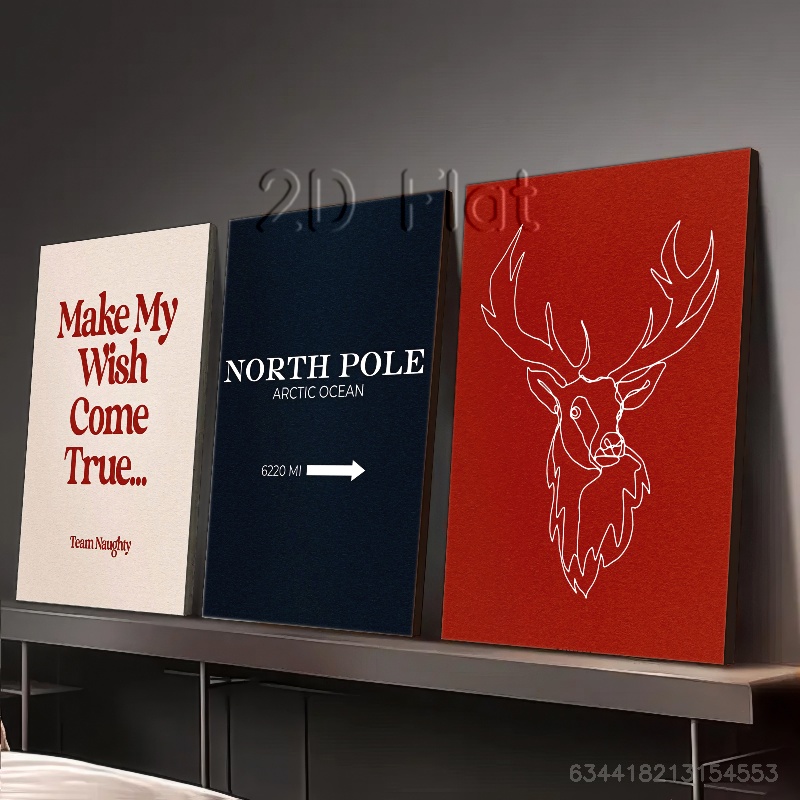 2D Flat
Make My
Wish
Come
True...
Team Naughty
NORTH POLE
ARCTIC OCEAN
6220 MI
634418213154553